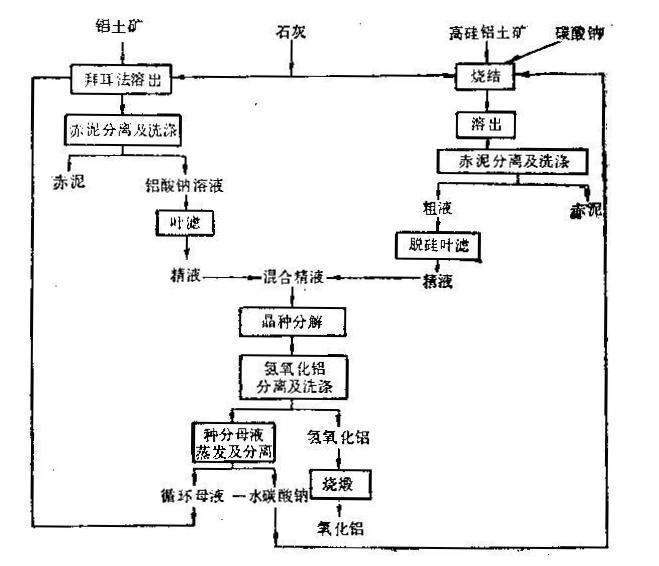 铝土矿
石灰
高硅铝土矿
碳酸钠
拜耳法溶出
烧结
溶出
赤泥分离及洗涤
赤泥分离及洗涤
赤泥
铝酸钠溶液
粗液
赤泥
叶滤
脱硅叶滤
精液
混合精液
精液
晶种分解
氢氧化铝
分离及洗涤
种分母液
蒸发及分离
氢氧化铝
循环母液
一水碳酸钠
烧煅
氧化铝